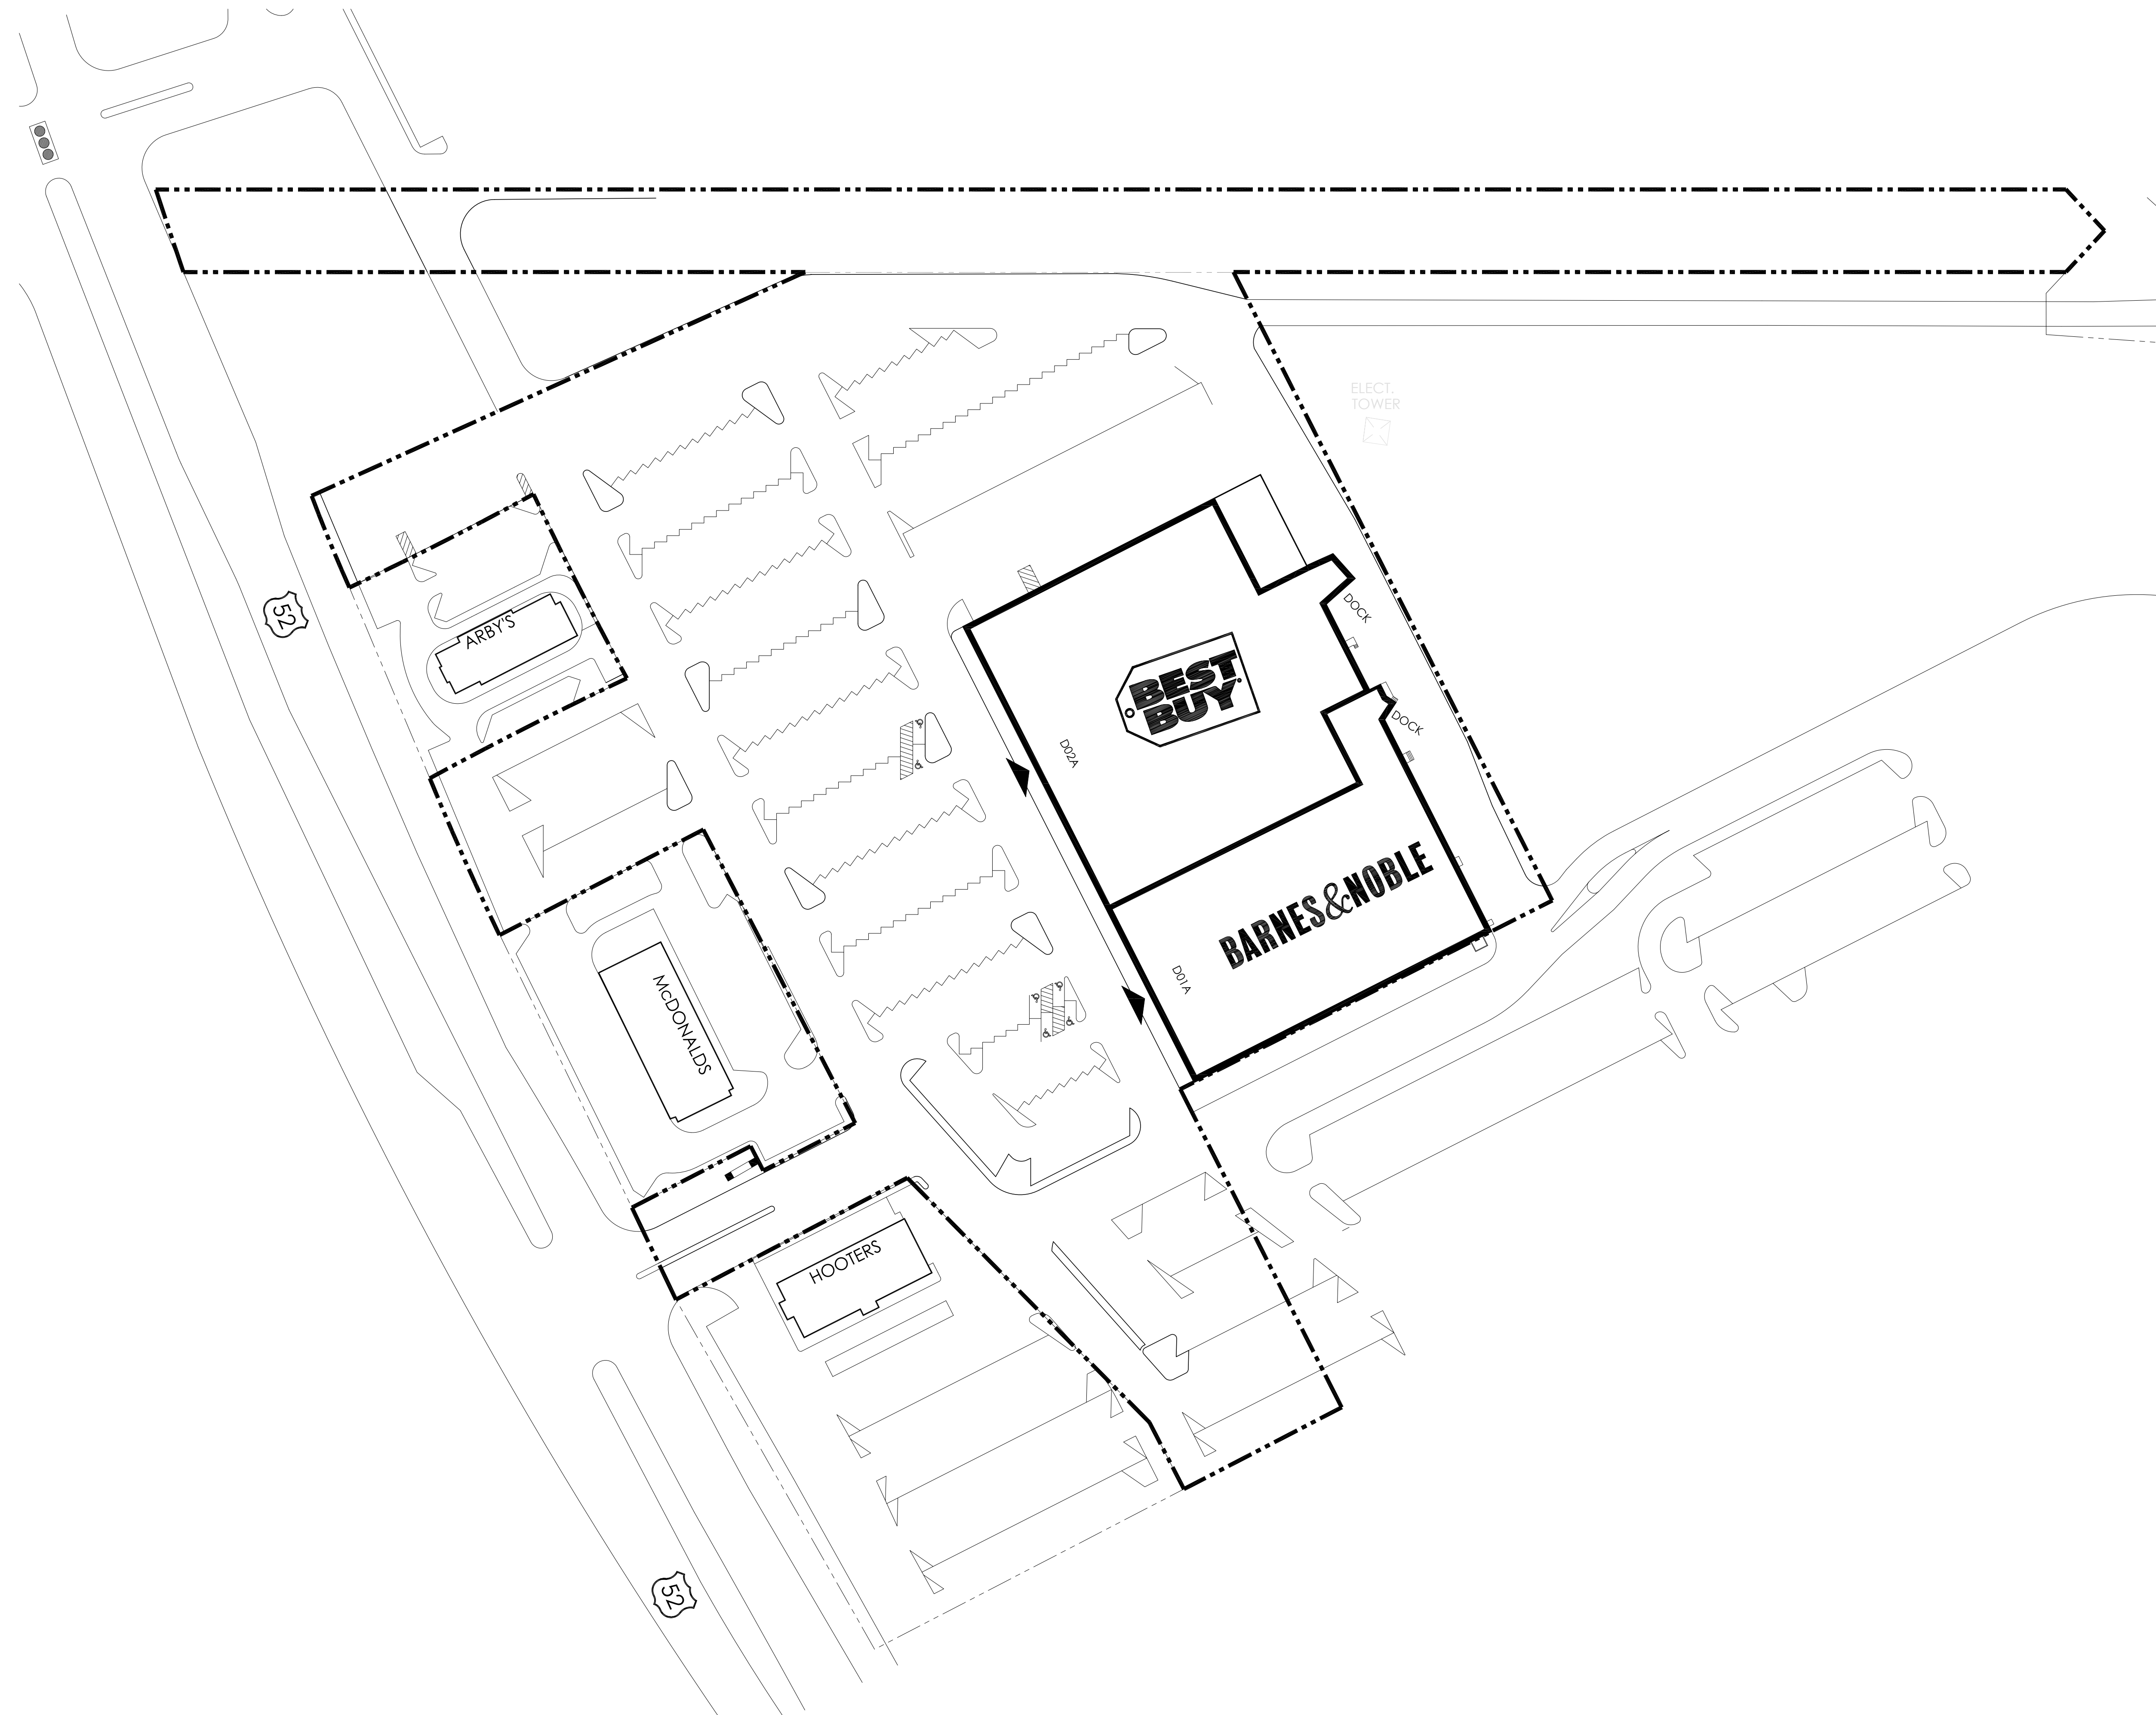 ELECT.
TOWER
52
ARBY'S
DOCK
BEST
BUY
DOCK
D02A
BARNES&NOBLE
D01A
McDONALDS
HOOTERS
52